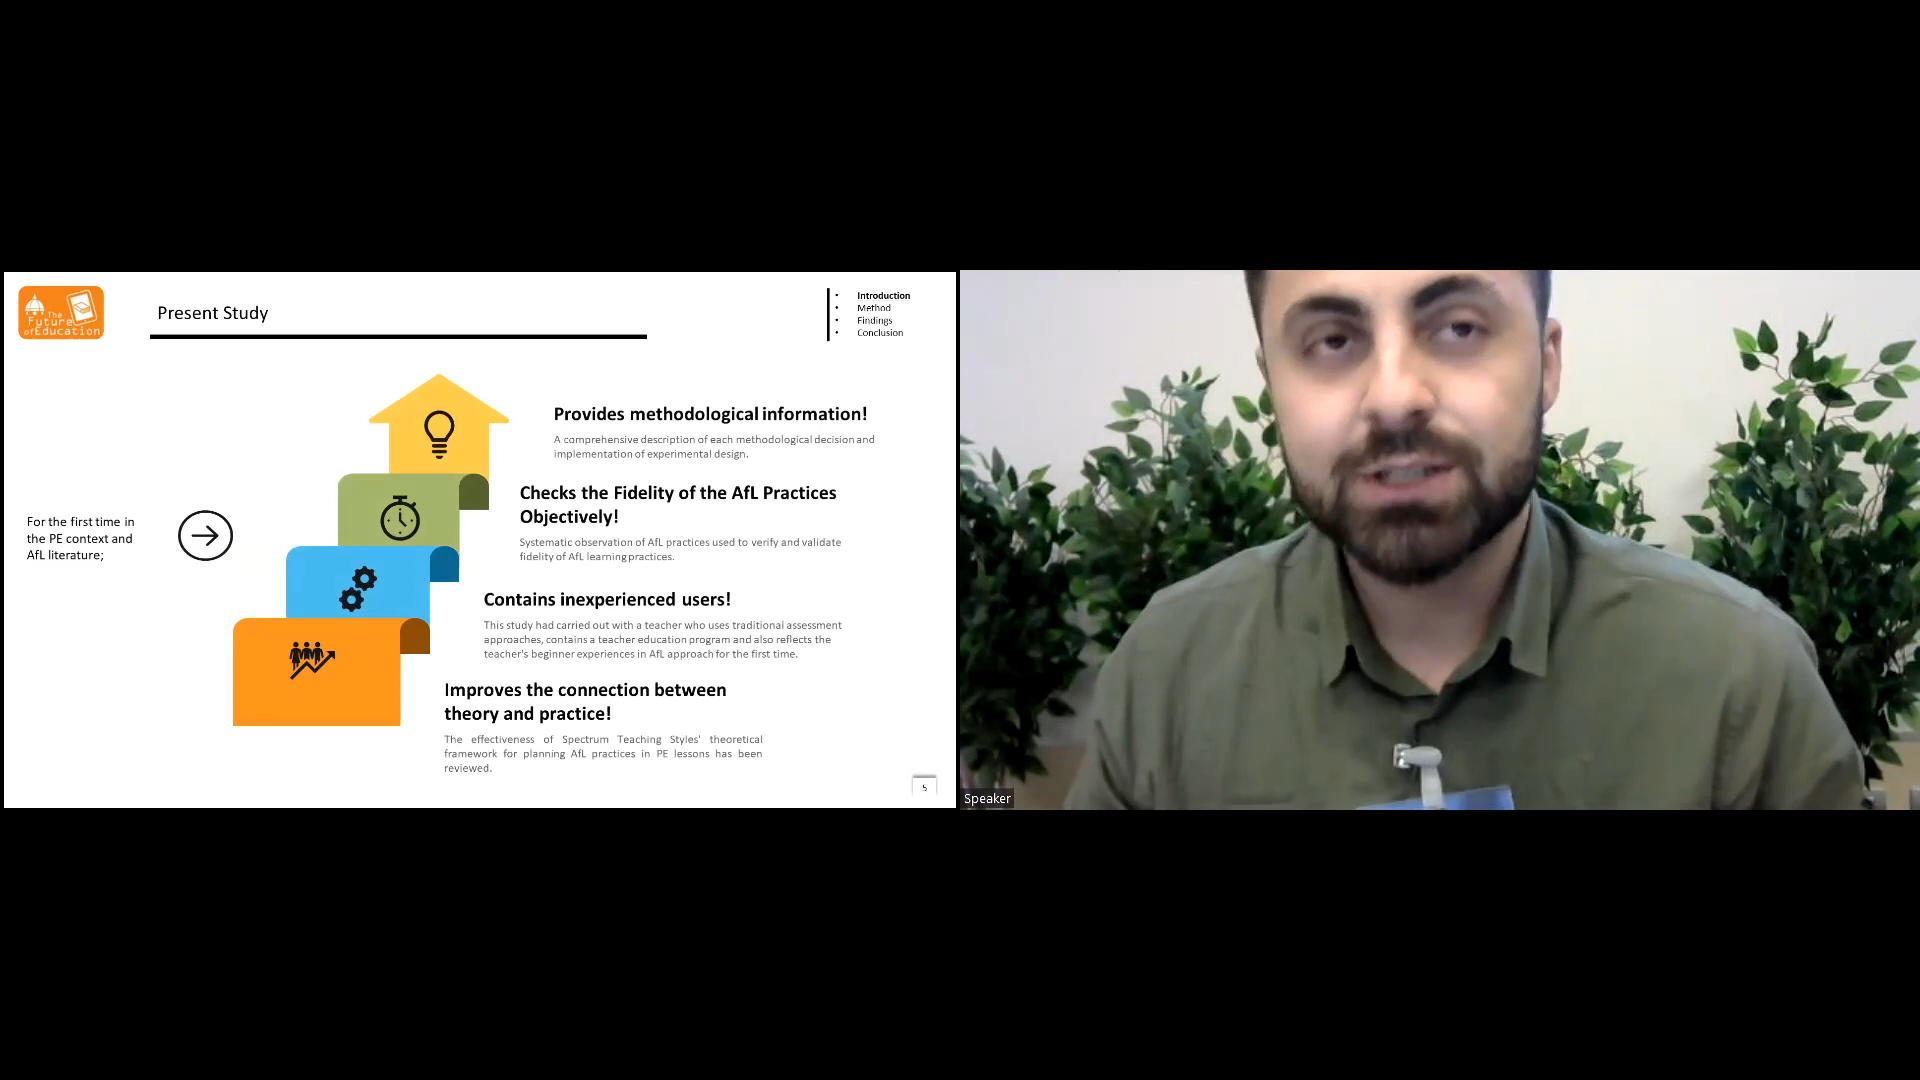 The
Future
of Education
Present Study
• Introduction
• Method
• Findings
• Conclusion
Provides methodological information!
A comprehensive description of each methodological decision and
implementation of experimental design.
Checks the Fidelity of the AfL Practices
Objectively!
Systematic observation of AfL practices used to verify and validate
fidelity of AfL learning practices.
For the first time in
the PE context and
AfL literature;
Contains inexperienced users!
This study had carried out with a teacher who uses traditional assessment
approaches, contains a teacher education program and also reflects the
teacher's beginner experiences in AfL approach for the first time.
Improves the connection between
theory and practice!
The effectiveness of Spectrum Teaching Styles' theoretical
framework for planning AfL practices in PE lessons has been
reviewed.
5
Speaker